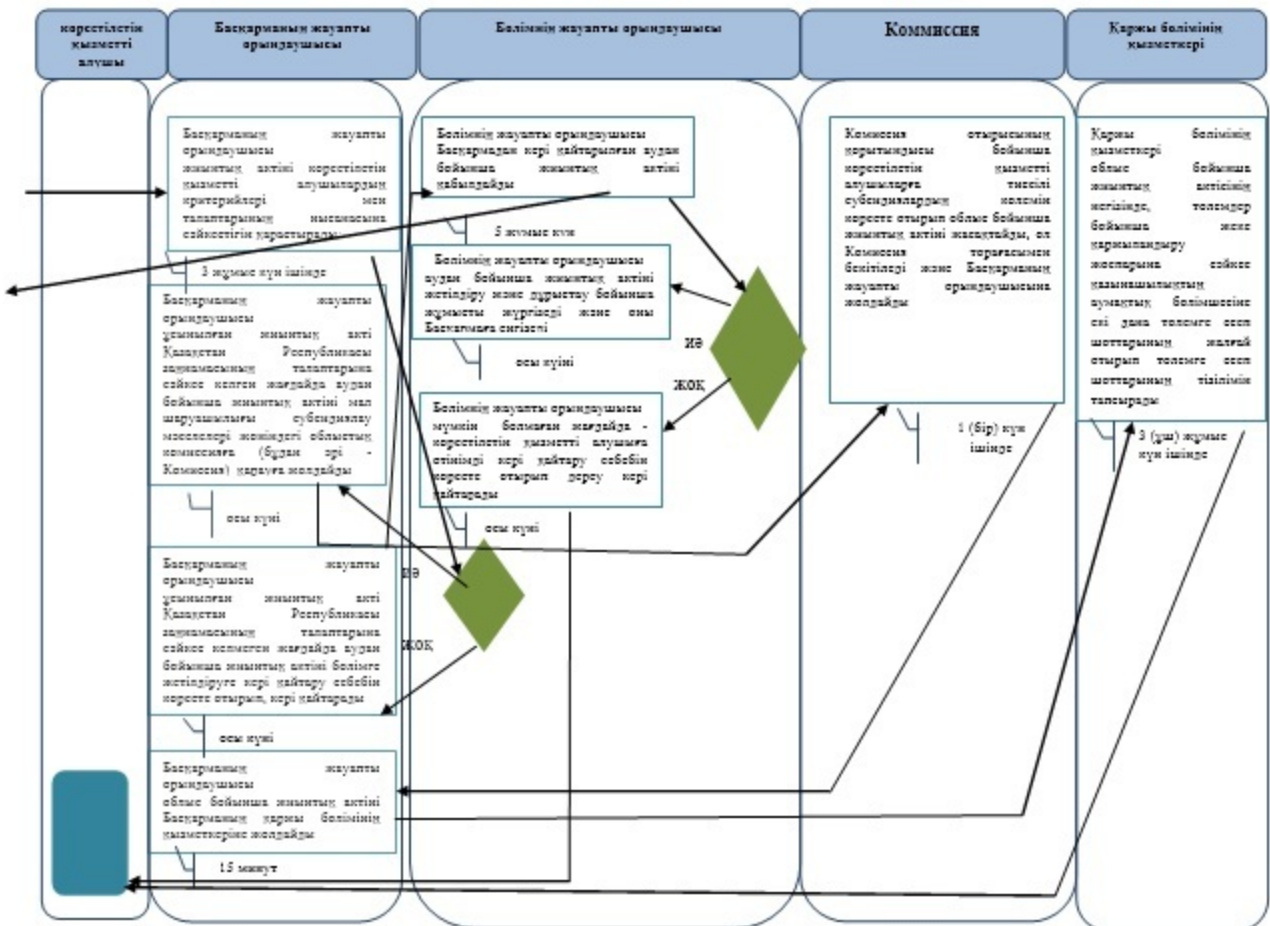 көрсетілетін
қызметті
алушы
Басқарманың жауапты
орындаушысы
Бөлімнің жауапты орындаушысы
Коммиссия
Қаржы бөлімінің
қызметкері
Басқарманың жауапты
орындаушысы
жиынтық актіні көрсетілетін
қызметті алушылардың
критерийлері мен
талаптарының нысанасына
сәйкестігін қарастырады
3 жұмыс күн ішінде
Басқарманың жауапты
орындаушысы
ұсынылған жиынтық акті
Қазақстан Республикасы
заңнамасының талаптарына
сәйкес келген жағдайда аудан
бойынша жиынтық актіні мал
шаруашылығы субсидиялау
мәселелері жөніндегі облыстық
комиссияға (бұдан әрі -
Комиссия) қарауға жолдайды
осы күні
Басқарманың жауапты
орындаушысы
ұсынылған жиынтық акті
Қазақстан Республикасы
заңнамасының талаптарына
сәйкес келмеген жағдайда аудан
бойынша жиынтық актіні бөлімге
жетілдіруге кері қайтару себебін
көрсете отырып, кері қайтарады
осы күні
Басқарманың жауапты
орындаушысы
облыс бойынша жиынтық актіні
Басқарманың қаржы бөлімінің
қызметкеріне жолдайды
15 минут
Бөлімнің жауапты орындаушысы
Басқармадан кері қайтарылған аудан
бойынша жиынтық актіні
қабылдайды
5 жұмыс күн
Бөлімнің жауапты орындаушысы
аудан бойынша жиынтық актіні
жетілдіру және дұрыстау бойынша
жұмысты жүргізеді және оны
Басқармаға енгізеді
осы күіні
Бөлімнің жауапты орындаушысы
мүмкін болмаған жағдайда -
көрсетілетін қызметті алушыға
өтінімді кері қайтару себебін
көрсете отырып дереу кері
қайтарады
осы күні
иә
жоқ
иә
жоқ
Комиссия отырысының
қорытындысы бойынша
көрсетілетін қызметті
алушыларға тиесілі
субсидиялардың көлемін
көрсете отырып облыс бойынша
жиынтық актіні жасақтайды, ол
Комиссия төрағасымен
бекітіледі және Басқарманың
жауапты орындаушысына
жолдайды
1 (бір) күн
ішінде
Қаржы бөлімінің
қызметкері
облыс бойынша
жиынтық актісінің
негізінде, төлемдер
бойынша жеке
қаржыландыру
жоспарына сәйкес
қазынашылықтың
аумақтық бөлімшесіне
екі дана төлемге есеп
шоттарының жалғай
отырып төлемге есеп
шоттарының тізілімін
тапсырады
3 (үш) жұмыс
күн ішінде